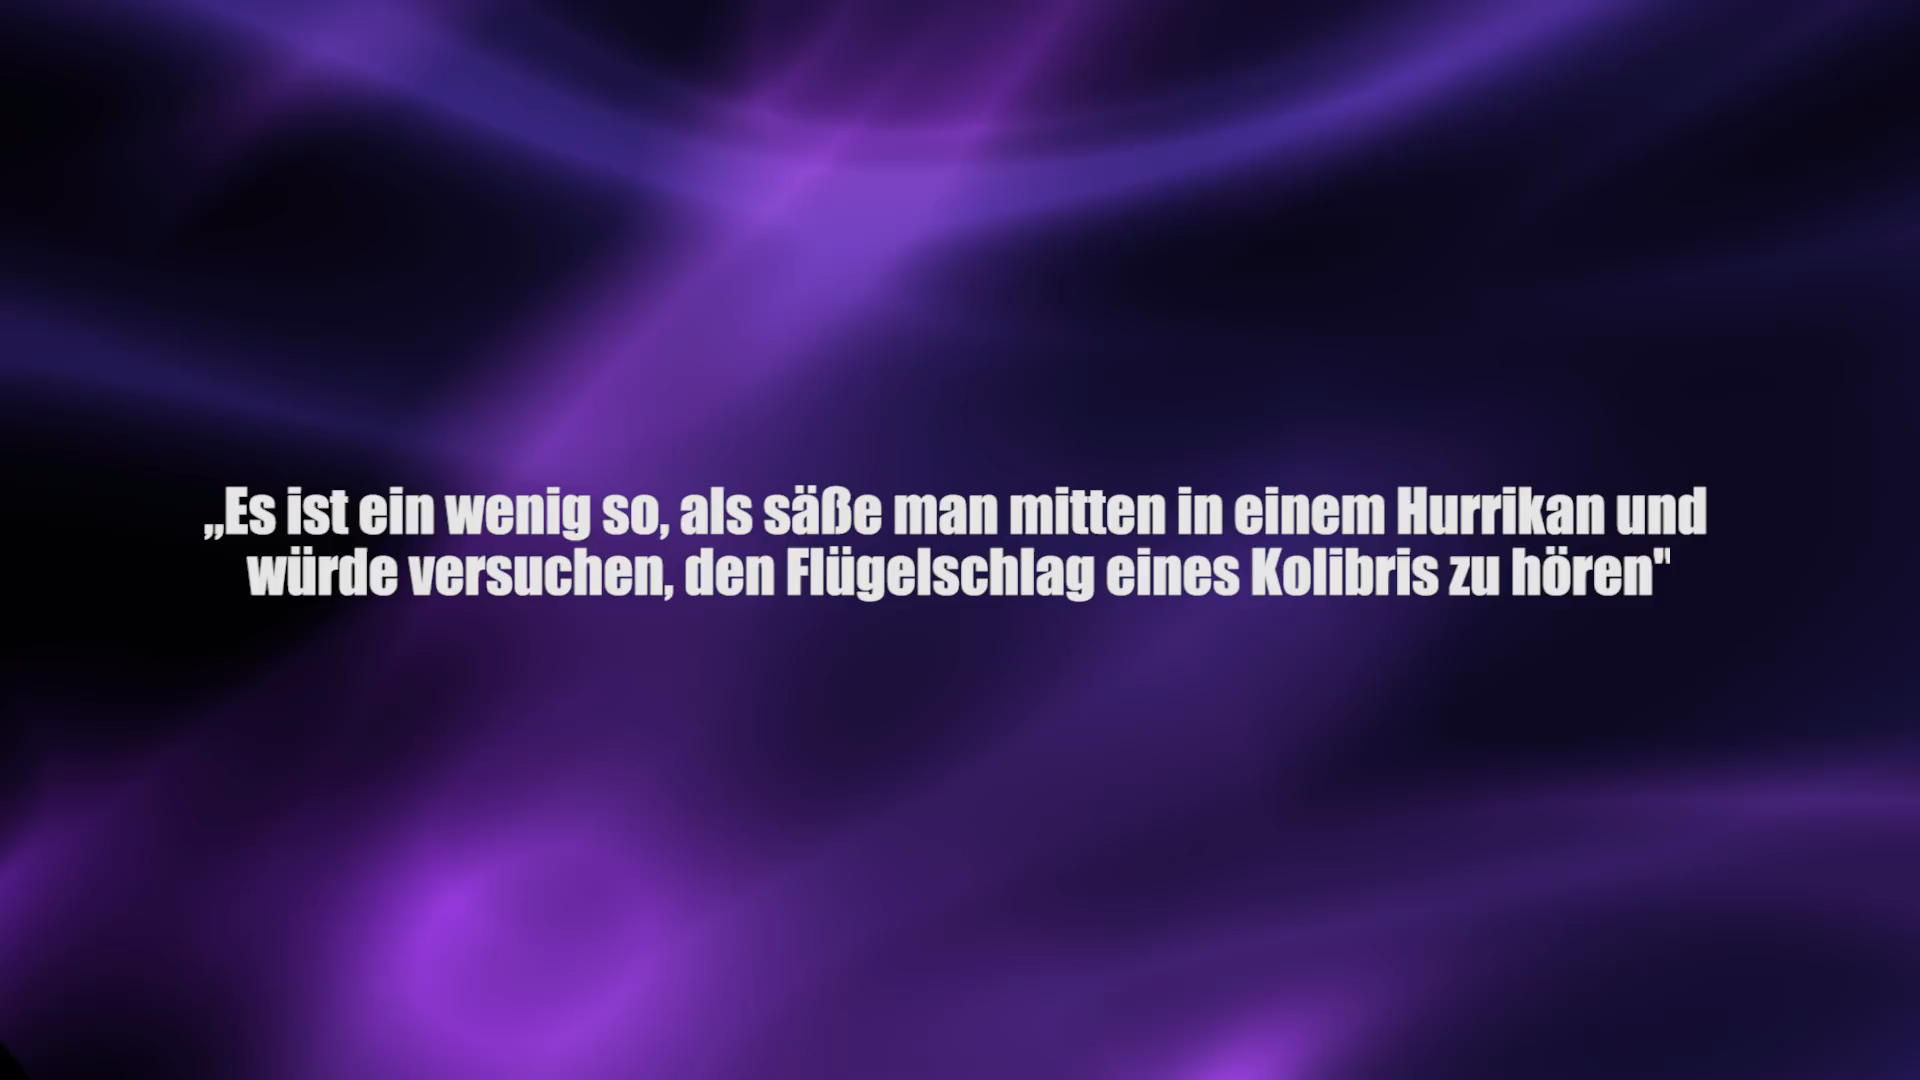 „Es ist ein wenig so, als säße man mitten in einem Hurrikan und
würde versuchen, den Flügelschlag eines Kolibris zu hören"